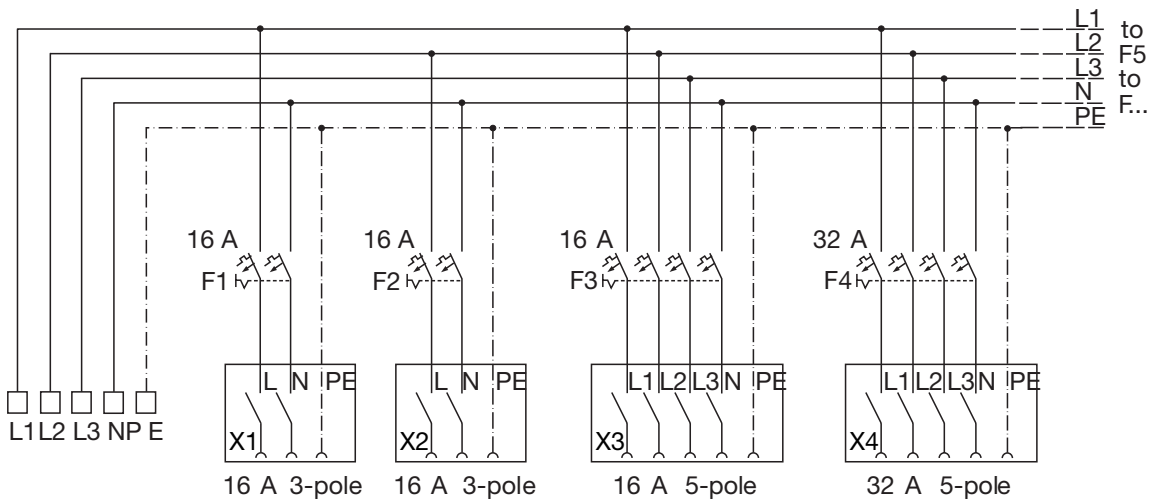 L1 to
L2 F5
L3 to
N F...
PE
16 A 16 A 16 A 32 A
F1 F2 F3 F4
L N PE L N PE L1 L2 L3 N PE L1 L2 L3 N PE
L1 L2 L3 NP E X1 X2 X3 X4
16 A 3-pole 16 A 3-pole 16 A 5-pole 32 A 5-pole